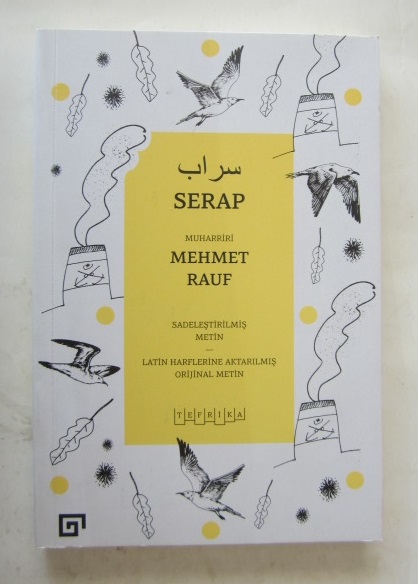 سراب
SERAP
MUHARRİRİ
MEHMET
RAUF
SADELEŞTİRİLMİŞ
METİN
—
LATİN HARFLERİNE AKTARILMIŞ
ORİJİNAL METİN
TEFRİKA